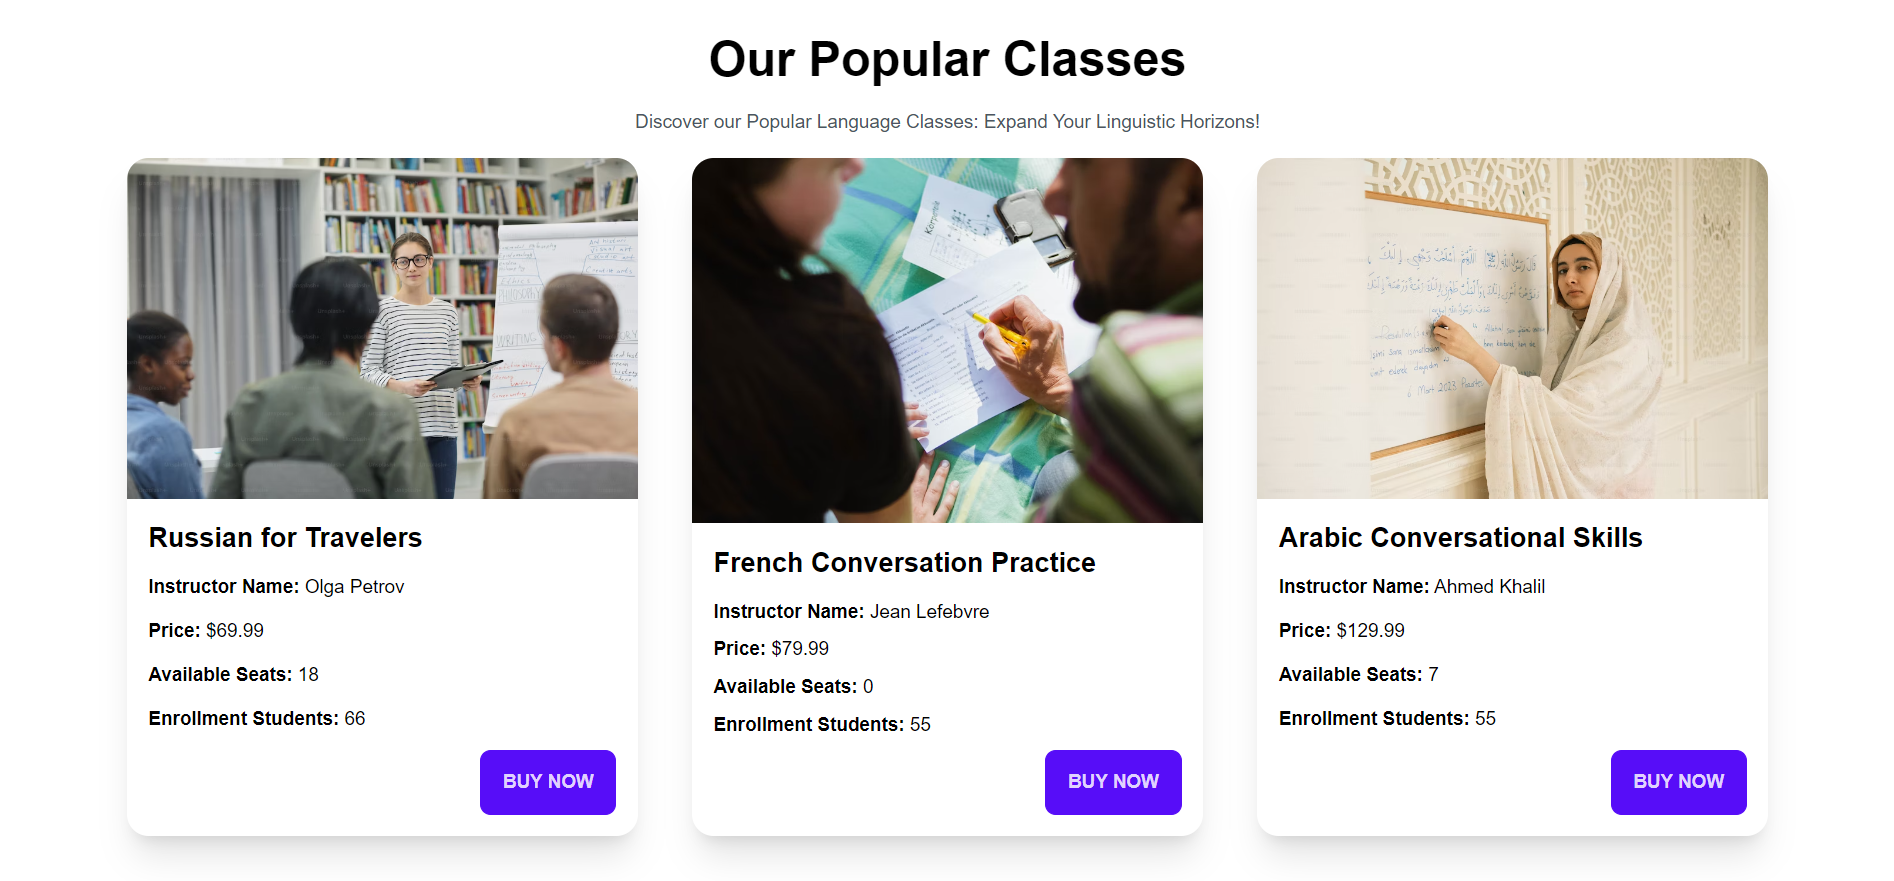 Our Popular Classes
Discover our Popular Language Classes: Expand Your Linguistic Horizons!
PHILOSOPHY
WRITING
Russian for Travelers
Instructor Name: Olga Petrov
Price: $69.99
Available Seats: 18
Enrollment Students: 66
BUY NOW
French Conversation Practice
Instructor Name: Jean Lefebvre
Price: $79.99
Available Seats: 0
Enrollment Students: 55
BUY NOW
Arabic Conversational Skills
Instructor Name: Ahmed Khalil
Price: $129.99
Available Seats: 7
Enrollment Students: 55
BUY NOW